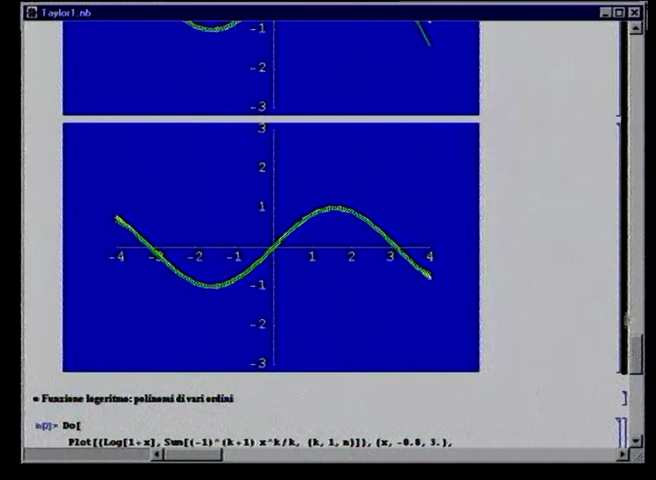 Taylor1.nb
-1
-2
-3
3
2
1
-4 -3 -2 -1 1 2 3 4
-1
-2
-3
Funzione logaritmo: polinomi di vari ordini
Do[
Plot[{Log[1+x], Sum[(-1)^(k+1) x^k/k, {k, 1, n}]}, {x, -0.8, 3.},